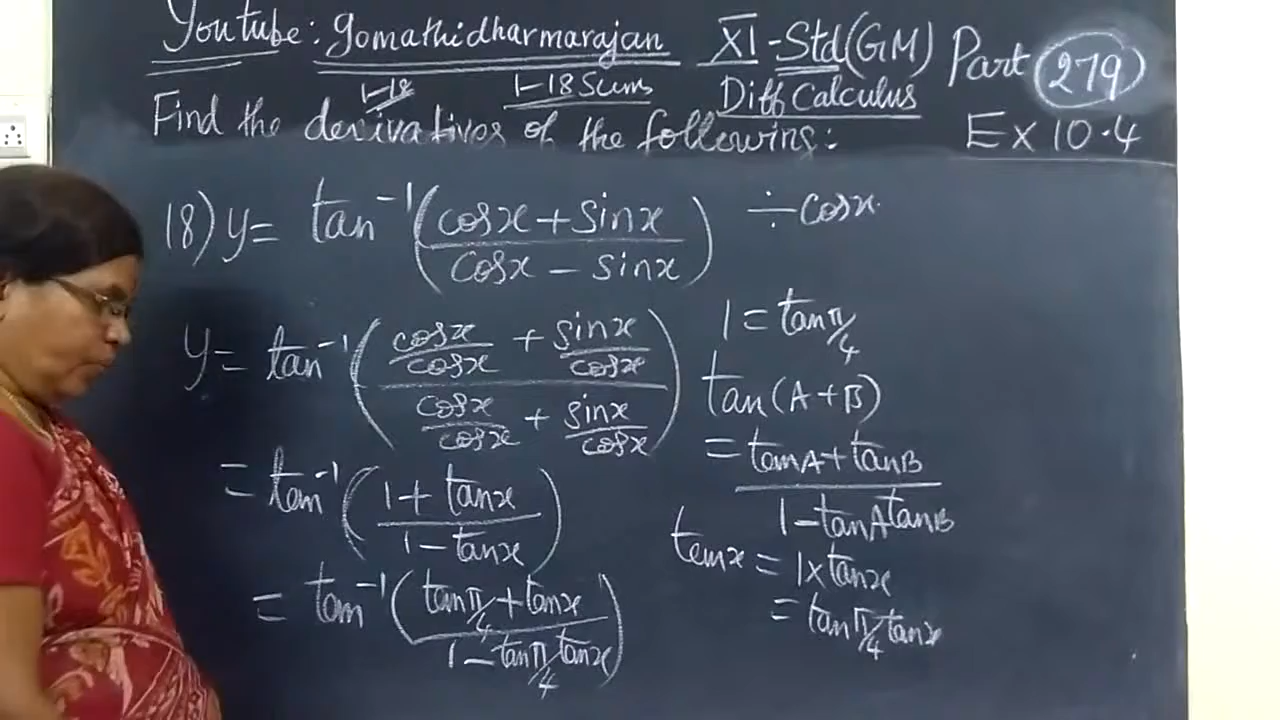 Youtube: gomathidharmarajan XI-Std(GM) Part 279
1-18 1-18 Sums Diff Calculus
Find the derivatives of the following: Ex 10.4
18) y = tan⁻¹((cosx + sinx)/(cosx − sinx)) ÷ cosx
y = tan⁻¹((cosx/cosx + sinx/cosx)/(cosx/cosx + sinx/cosx))
= tan⁻¹((1 + tanx)/(1 − tanx))
= tan⁻¹((tanπ/4 + tanx)/(1 − tanπ/4 tanx))
1 = tanπ/4
tan(A+B)
= (tanA + tanB)/(1 − tanA tanB)
tanx = 1×tanx
= tanπ/4 tanx